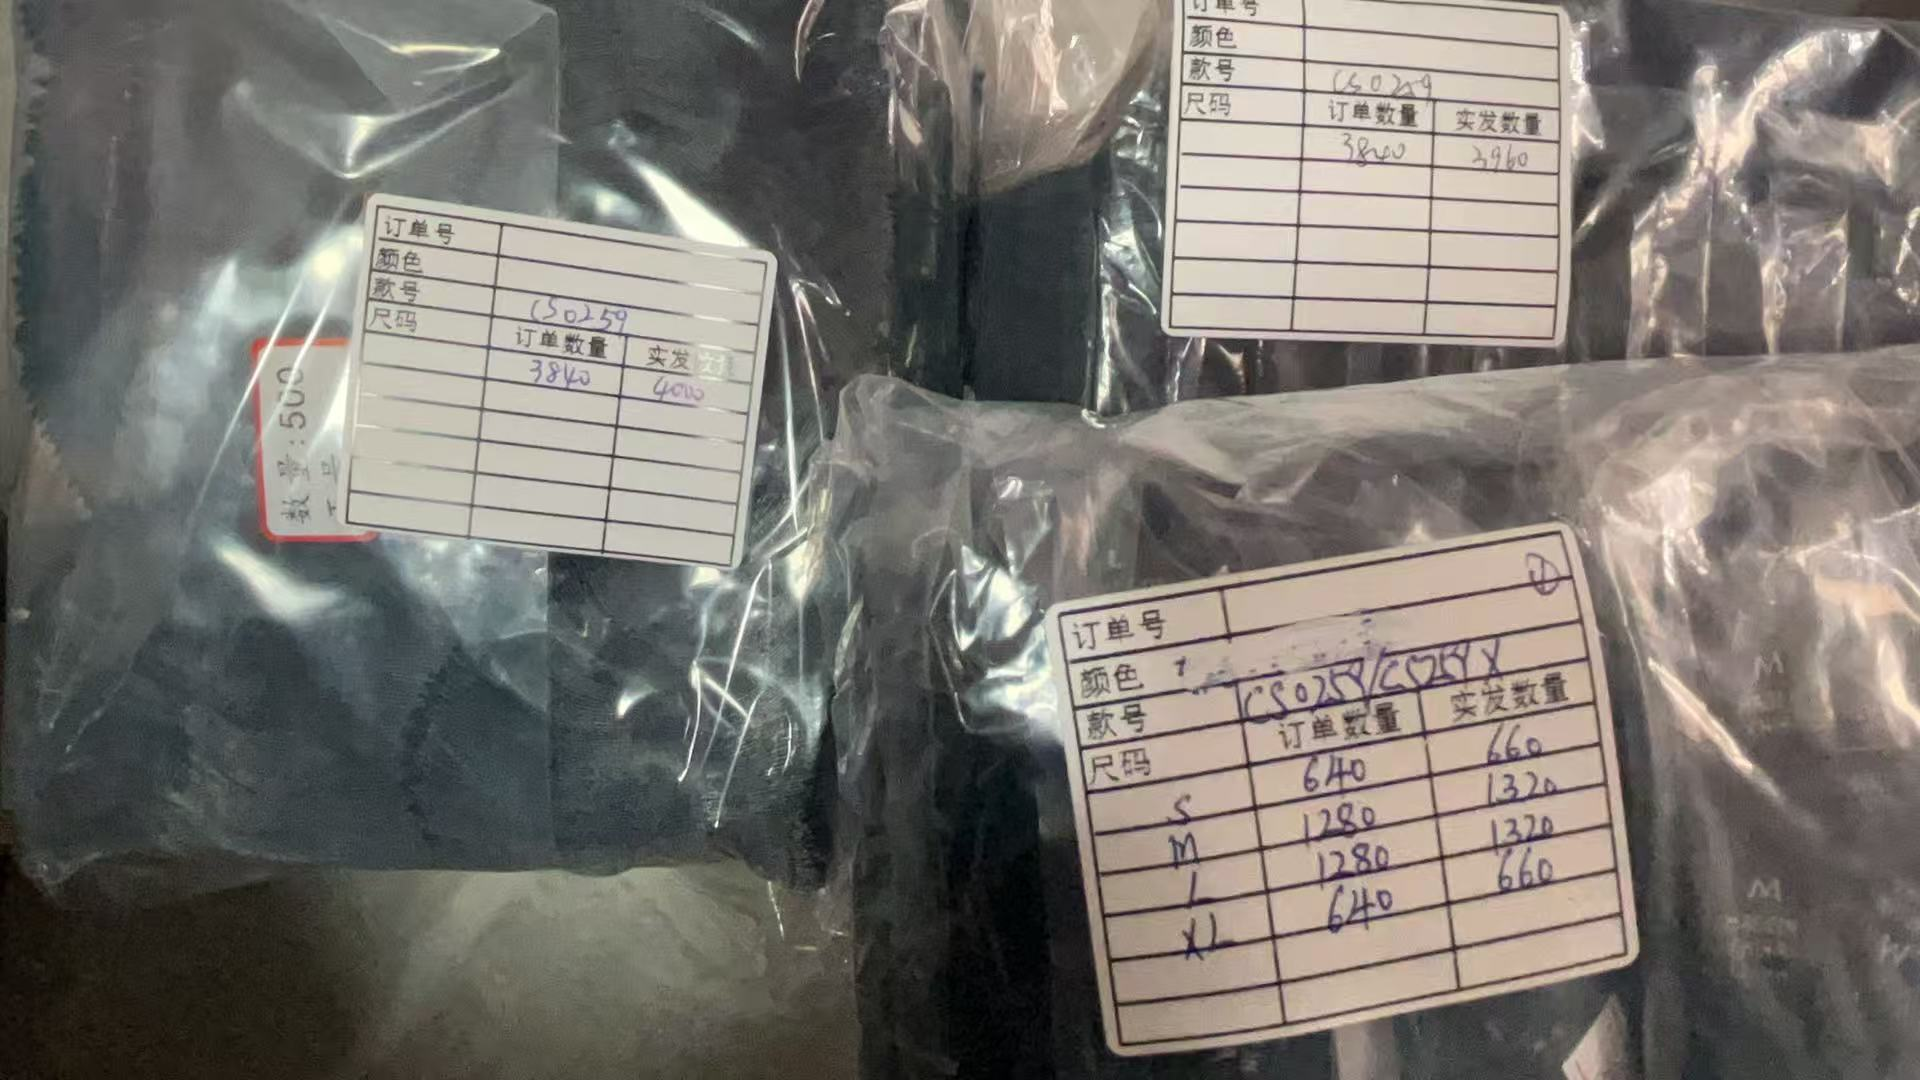 订单号
颜色
款号 CS0259
尺码 订单数量 实发数量
3840 3960
订单号
颜色
款号 CS0259
尺码 订单数量 实发
3840 4000
数量:500
订单号
颜色
款号 CS0259/CS259X
尺码 订单数量 实发数量
S 640 660
M 1280 1320
L 1280 1320
XL 640 660